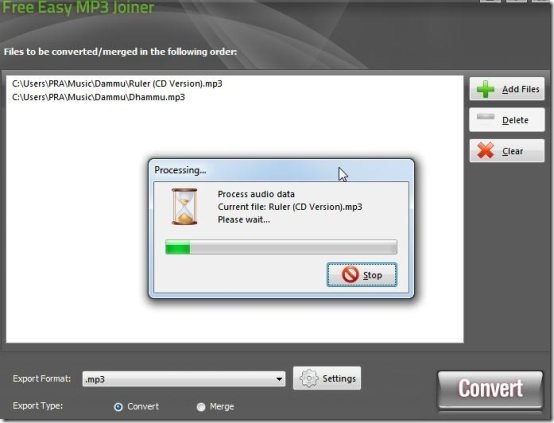 Free Easy MP3 Joiner
Files to be converted/merged in the following order:
C:\Users\PRA\Music\Dammu\Ruler (CD Version).mp3
C:\Users\PRA\Music\Dammu\Dhammu.mp3
Add Files
Delete
Clear
Processing...
Process audio data
Current file: Ruler (CD Version).mp3
Please wait...
Stop
Export Format:
.mp3
Settings
Export Type:
Convert
Merge
Convert